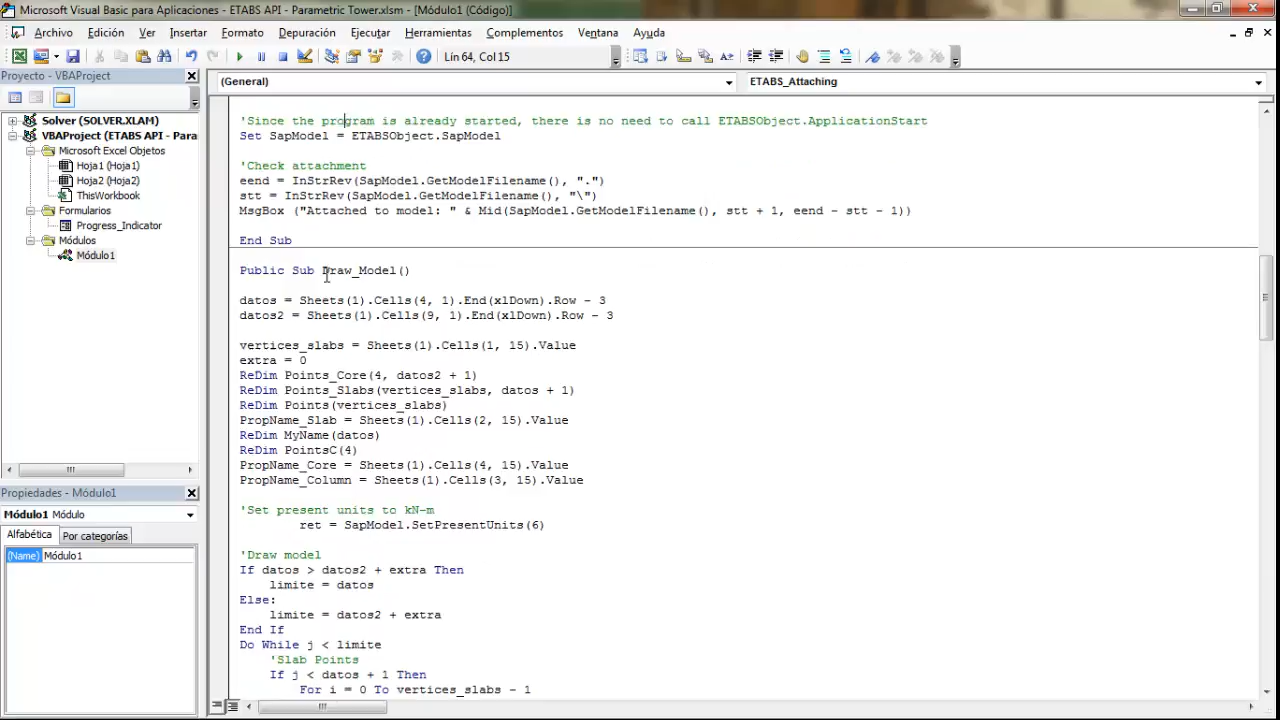 Microsoft Visual Basic para Aplicaciones - ETABS API - Parametric Tower.xlsm - [Módulo1 (Código)]
Archivo Edición Ver Insertar Formato Depuración Ejecutar Herramientas Complementos Ventana Ayuda
Lín 64, Col 15
Proyecto - VBAProject
Solver (SOLVER.XLAM)
VBAProject (ETABS API - Para
Microsoft Excel Objetos
Hoja1 (Hoja1)
Hoja2 (Hoja2)
ThisWorkbook
Formularios
Progress_Indicator
Módulos
Módulo1
Propiedades - Módulo1
Módulo1 Módulo
Alfabética Por categorías
(Name) Módulo1
(General) ETABS_Attaching
'Since the program is already started, there is no need to call ETABSObject.ApplicationStart
Set SapModel = ETABSObject.SapModel
'Check attachment
eend = InStrRev(SapModel.GetModelFilename(), ".")
stt = InStrRev(SapModel.GetModelFilename(), "\")
MsgBox ("Attached to model: " & Mid(SapModel.GetModelFilename(), stt + 1, eend - stt - 1))
End Sub
Public Sub Draw_Model()
datos = Sheets(1).Cells(4, 1).End(xlDown).Row - 3
datos2 = Sheets(1).Cells(9, 1).End(xlDown).Row - 3
vertices_slabs = Sheets(1).Cells(1, 15).Value
extra = 0
ReDim Points_Core(4, datos2 + 1)
ReDim Points_Slabs(vertices_slabs, datos + 1)
ReDim Points(vertices_slabs)
PropName_Slab = Sheets(1).Cells(2, 15).Value
ReDim MyName(datos)
ReDim PointsC(4)
PropName_Core = Sheets(1).Cells(4, 15).Value
PropName_Column = Sheets(1).Cells(3, 15).Value
'Set present units to kN-m
ret = SapModel.SetPresentUnits(6)
'Draw model
If datos > datos2 + extra Then
limite = datos
Else:
limite = datos2 + extra
End If
Do While j < limite
'Slab Points
If j < datos + 1 Then
For i = 0 To vertices_slabs - 1